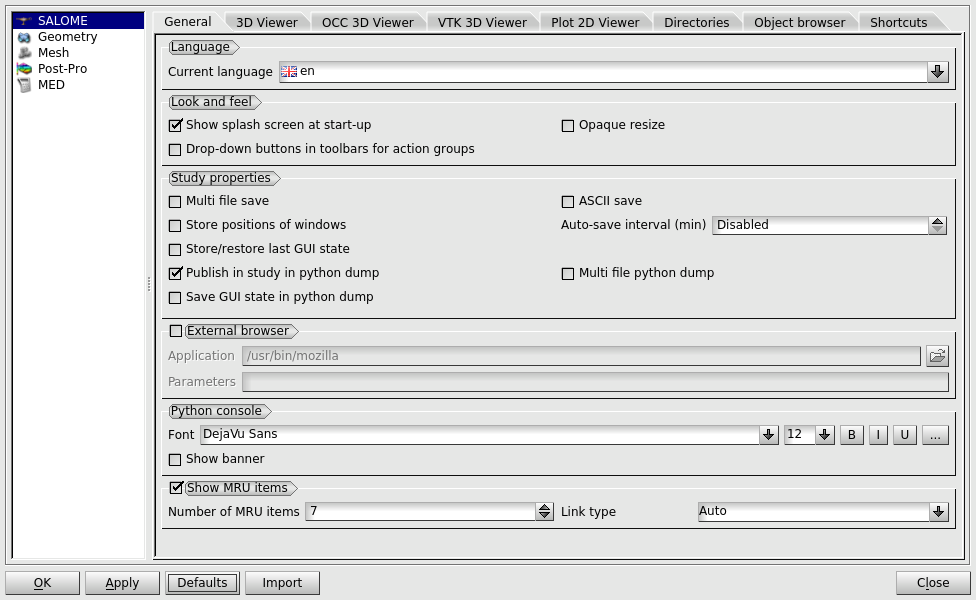 SALOME
Geometry
Mesh
Post-Pro
MED
General 3D Viewer OCC 3D Viewer VTK 3D Viewer Plot 2D Viewer Directories Object browser Shortcuts
Language
Current language en
Look and feel
Show splash screen at start-up Opaque resize
Drop-down buttons in toolbars for action groups
Study properties
Multi file save ASCII save
Store positions of windows Auto-save interval (min) Disabled
Store/restore last GUI state
Publish in study in python dump Multi file python dump
Save GUI state in python dump
External browser
Application /usr/bin/mozilla
Parameters
Python console
Font DejaVu Sans 12 B I U ...
Show banner
Show MRU items
Number of MRU items 7 Link type Auto
OK Apply Defaults Import Close